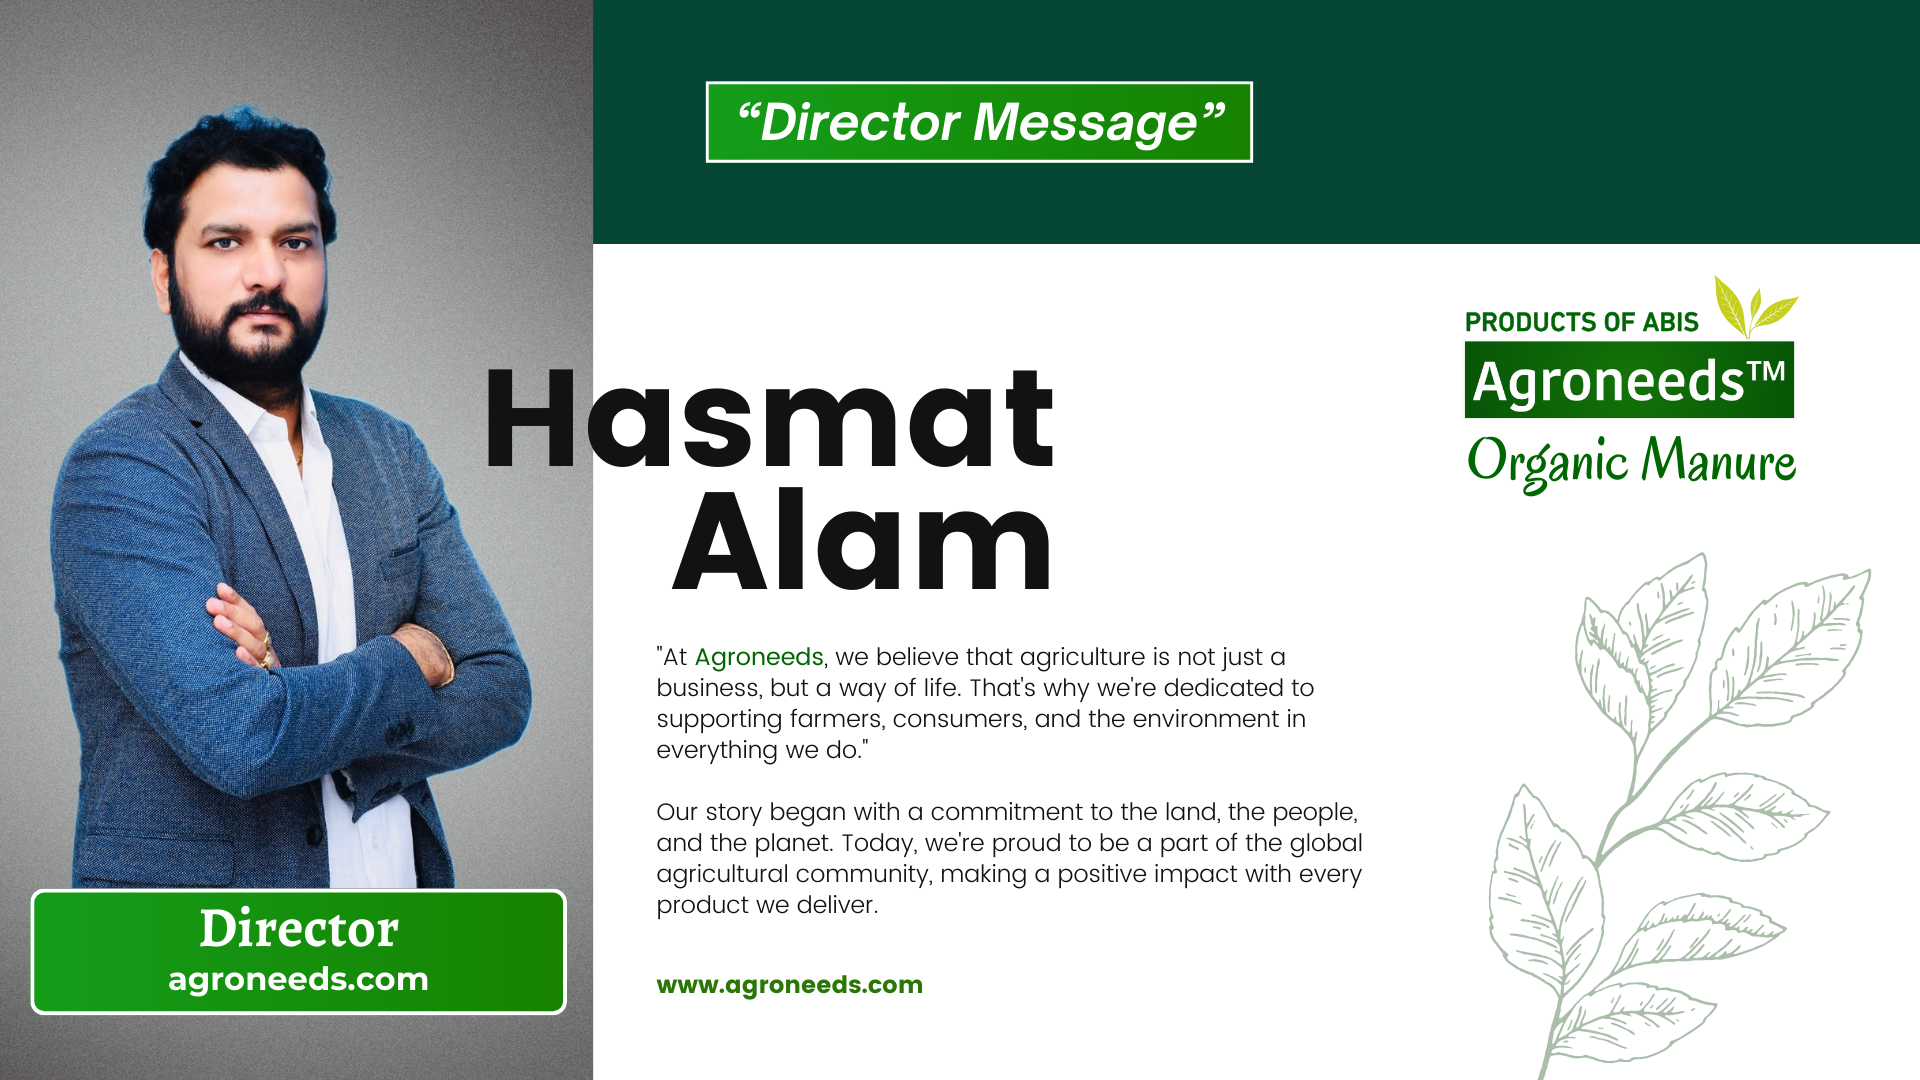 “Director Message”
Hasmat
Alam
PRODUCTS OF ABIS
Agroneeds™
Organic Manure
"At Agroneeds, we believe that agriculture is not just a
business, but a way of life. That's why we're dedicated to
supporting farmers, consumers, and the environment in
everything we do."
Our story began with a commitment to the land, the people,
and the planet. Today, we're proud to be a part of the global
agricultural community, making a positive impact with every
product we deliver.
www.agroneeds.com
Director
agroneeds.com